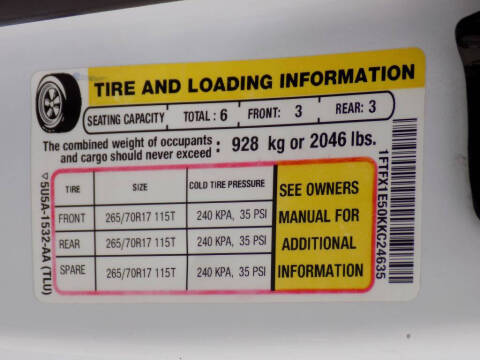 TIRE AND LOADING INFORMATION
SEATING CAPACITY TOTAL : 6 FRONT: 3 REAR: 3
The combined weight of occupants
and cargo should never exceed : 928 kg or 2046 lbs.
TIRE SIZE COLD TIRE PRESSURE
FRONT 265/70R17 115T 240 KPA, 35 PSI
REAR 265/70R17 115T 240 KPA, 35 PSI
SPARE 265/70R17 115T 240 KPA, 35 PSI
SEE OWNERS
MANUAL FOR
ADDITIONAL
INFORMATION
5U5A-1532-AA (TLU)
1FTFX1E50KKC24635